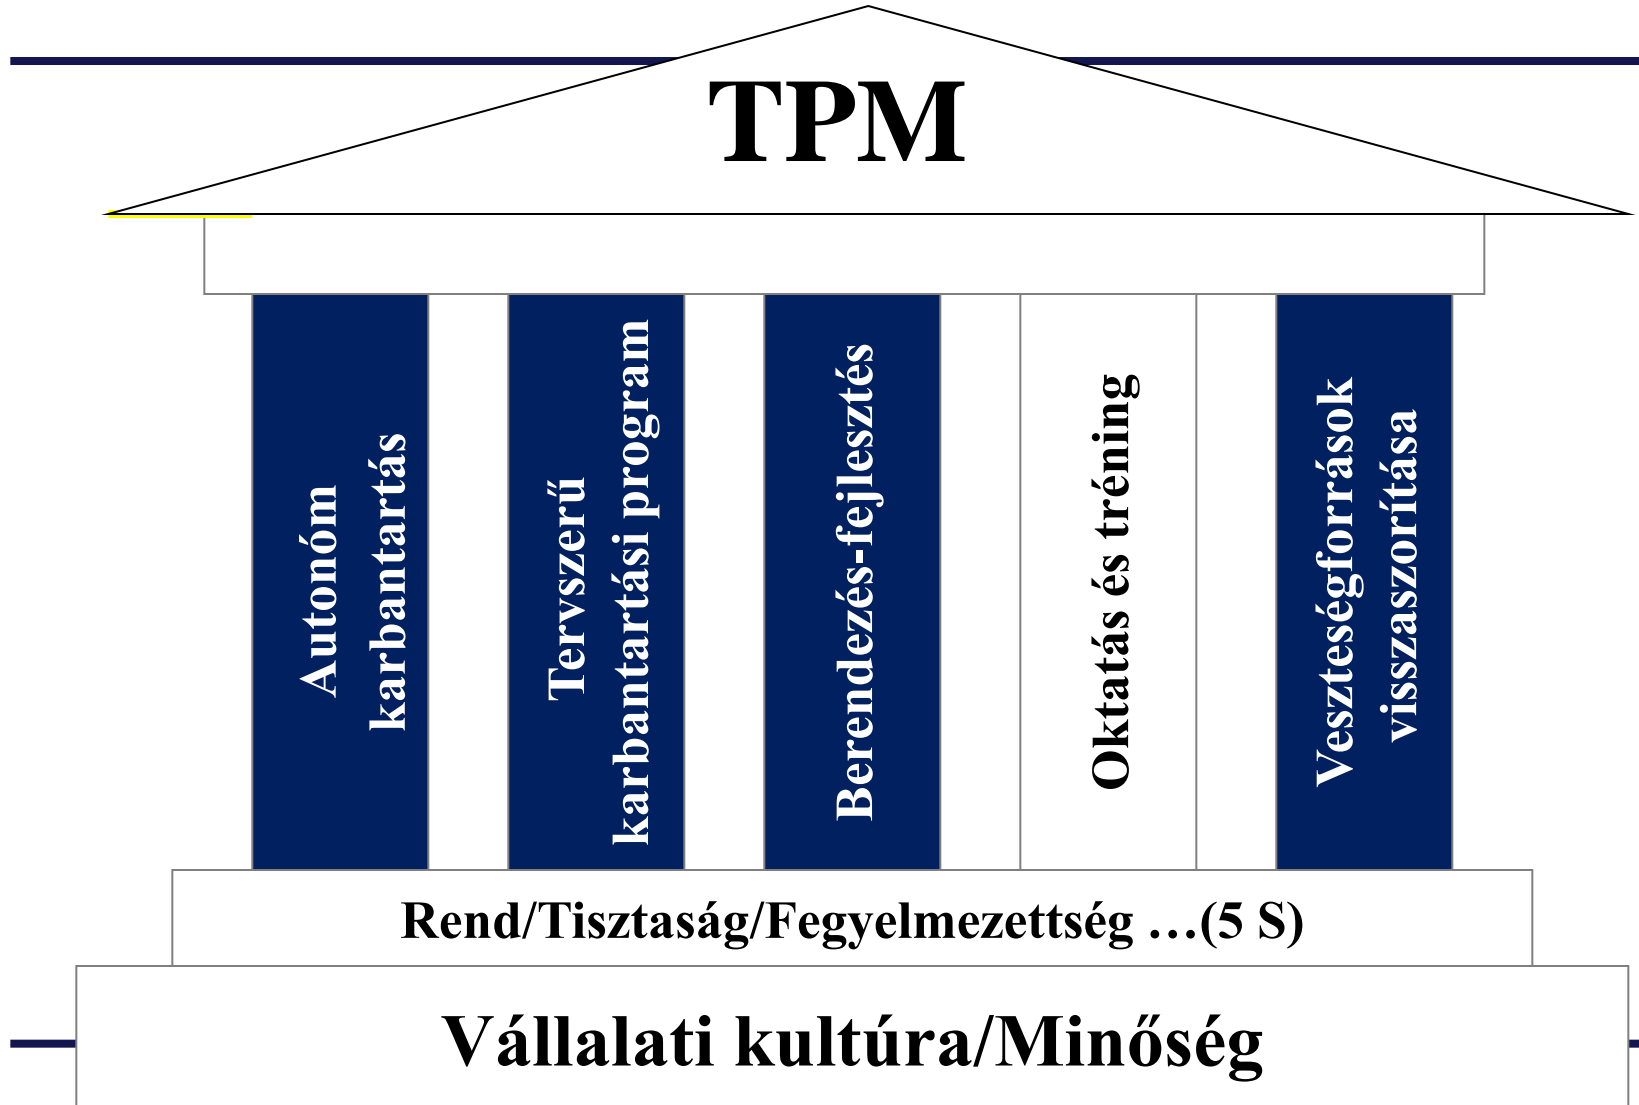 TPM
Autonóm
karbantartás
Tervszerű
karbantartási program
Berendezés-fejlesztés
Oktatás és tréning
Veszteségforrások
visszaszorítása
Rend/Tisztaság/Fegyelmezettség …(5 S)
Vállalati kultúra/Minőség